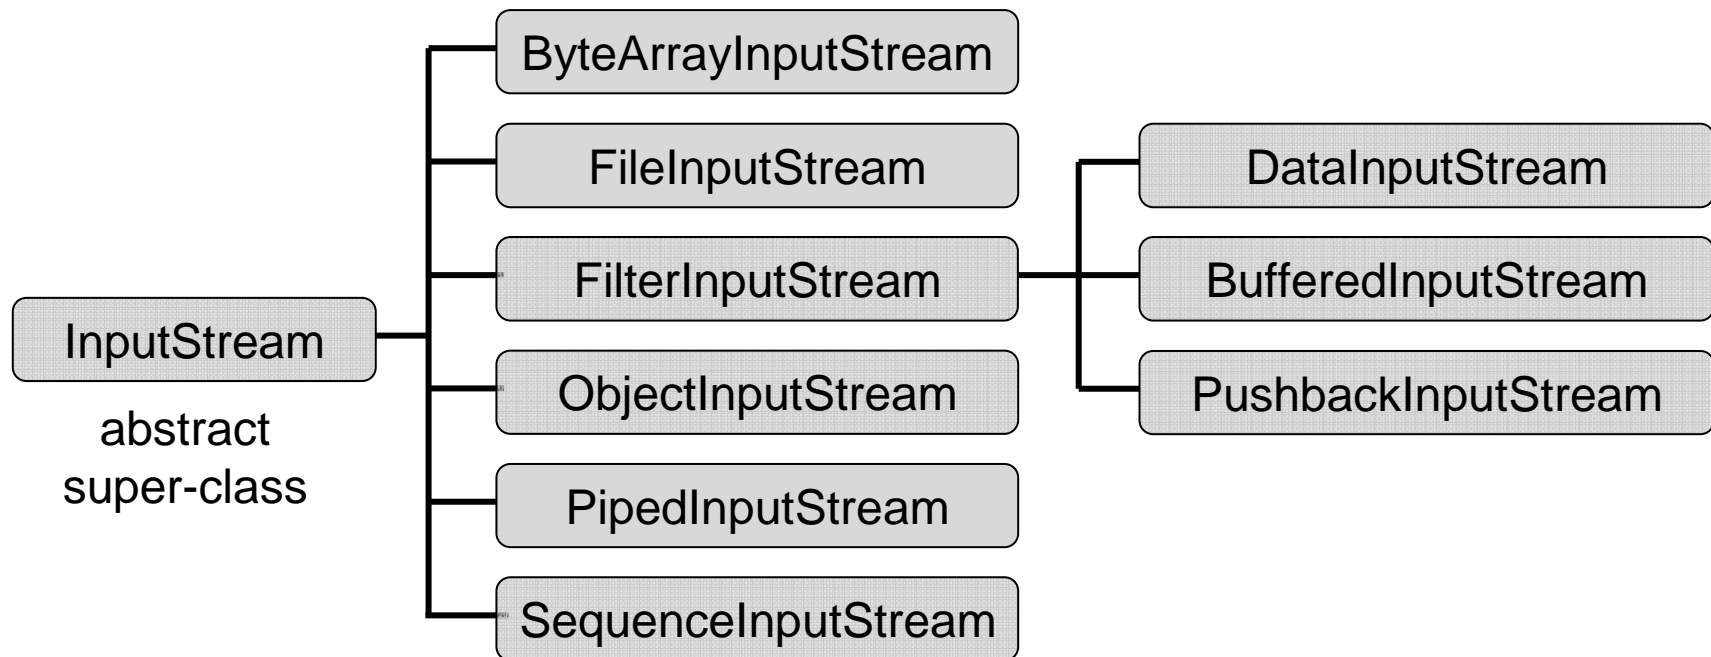 InputStream
abstract
super-class
ByteArrayInputStream
FileInputStream
FilterInputStream
ObjectInputStream
PipedInputStream
SequenceInputStream
DataInputStream
BufferedInputStream
PushbackInputStream